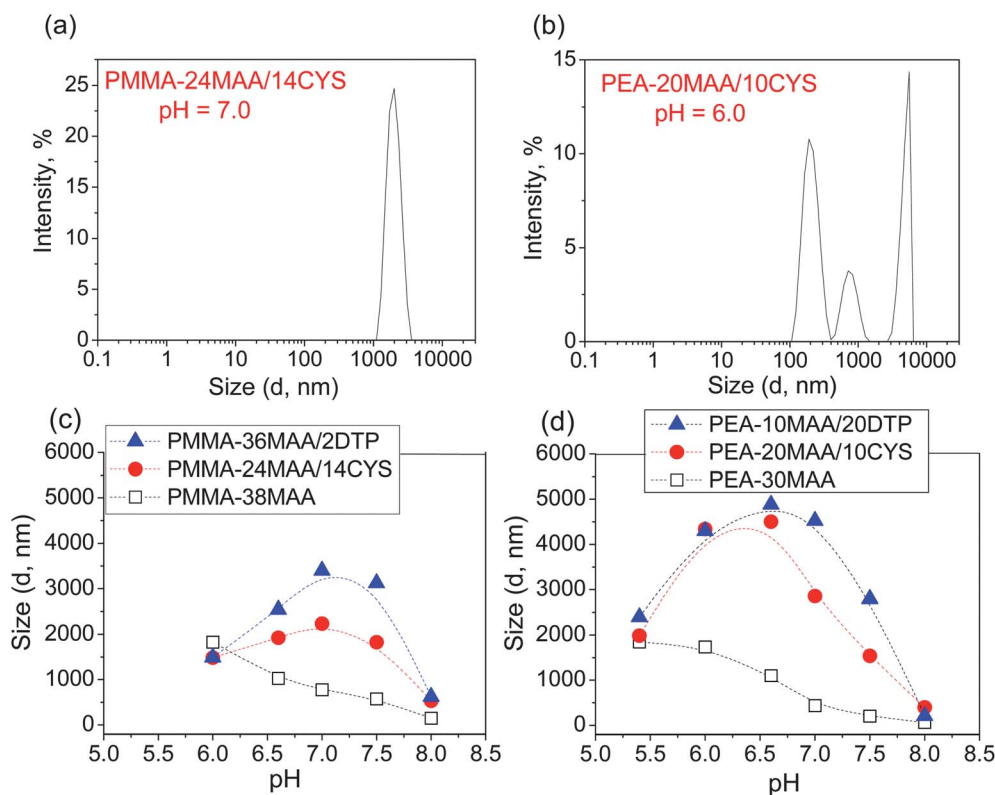 (a)
PMMA-24MAA/14CYS
pH = 7.0
Intensity, %
25
20
15
10
5
0
0.1 1 10 100 1000 10000
Size (d, nm)
(b)
PEA-20MAA/10CYS
pH = 6.0
Intensity, %
15
10
5
0
0.1 1 10 100 1000 10000
Size (d, nm)
(c)
PMMA-36MAA/2DTP
PMMA-24MAA/14CYS
PMMA-38MAA
Size (d, nm)
6000
5000
4000
3000
2000
1000
0
5.0 5.5 6.0 6.5 7.0 7.5 8.0 8.5
pH
(d)
PEA-10MAA/20DTP
PEA-20MAA/10CYS
PEA-30MAA
Size (d, nm)
6000
5000
4000
3000
2000
1000
0
5.0 5.5 6.0 6.5 7.0 7.5 8.0 8.5
pH